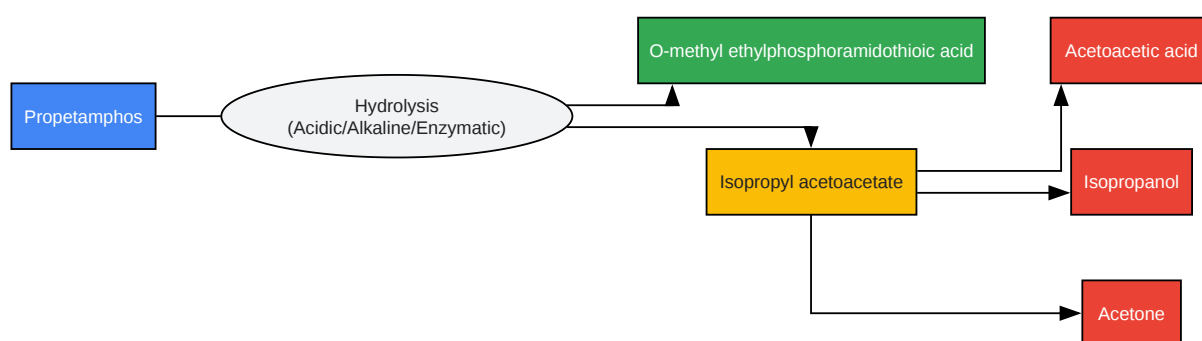 Propetamphos
Hydrolysis
(Acidic/Alkaline/Enzymatic)
O-methyl ethylphosphoramidothioic acid
Isopropyl acetoacetate
Acetoacetic acid
Isopropanol
Acetone